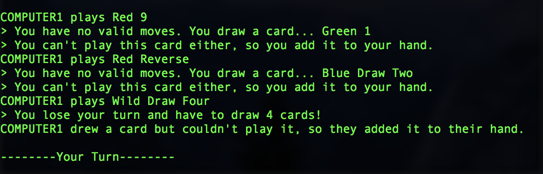 COMPUTER1 plays Red 9
> You have no valid moves. You draw a card... Green 1
> You can't play this card either, so you add it to your hand.
COMPUTER1 plays Red Reverse
> You have no valid moves. You draw a card... Blue Draw Two
> You can't play this card either, so you add it to your hand.
COMPUTER1 plays Wild Draw Four
> You lose your turn and have to draw 4 cards!
COMPUTER1 drew a card but couldn't play it, so they added it to their hand.
--------Your Turn--------